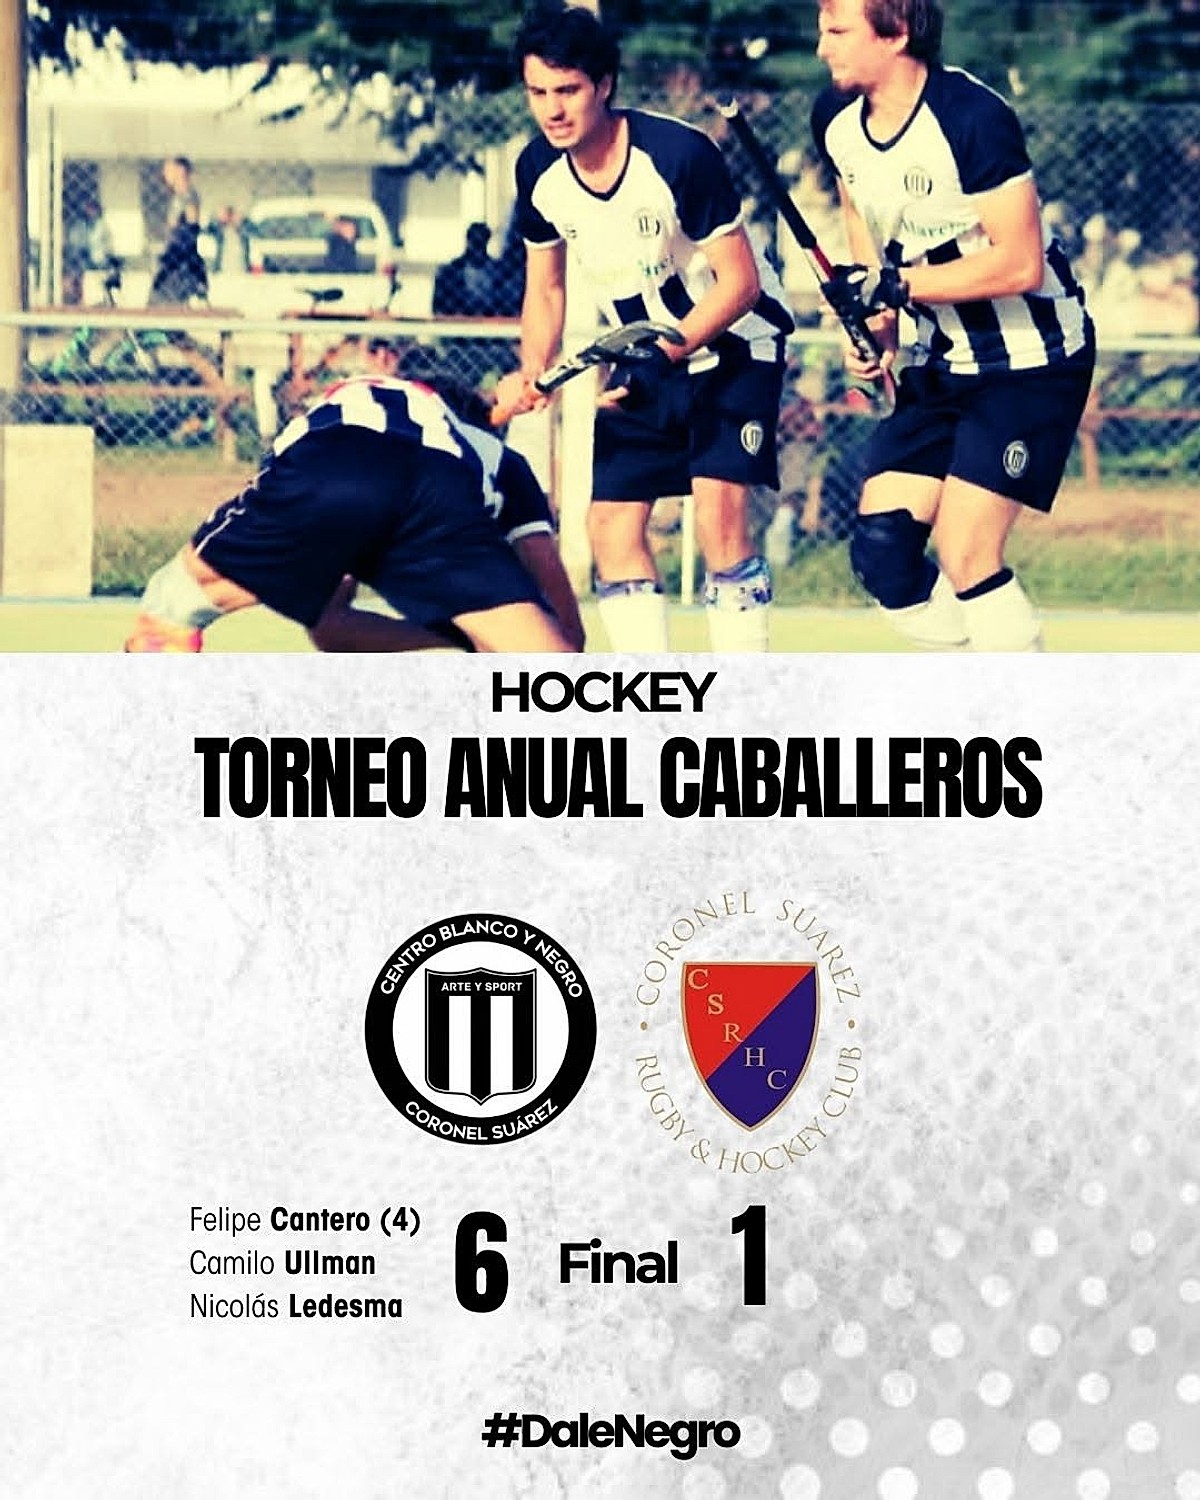 HOCKEY
TORNEO ANUAL CABALLEROS
CENTRO BLANCO Y NEGRO
ARTE Y SPORT
CORONEL SUÁREZ
CORONEL SUAREZ
C
S
R
H
C
RUGBY & HOCKEY CLUB
Felipe Cantero (4)
Camilo Ullman
Nicolás Ledesma
6 Final 1
#DaleNegro